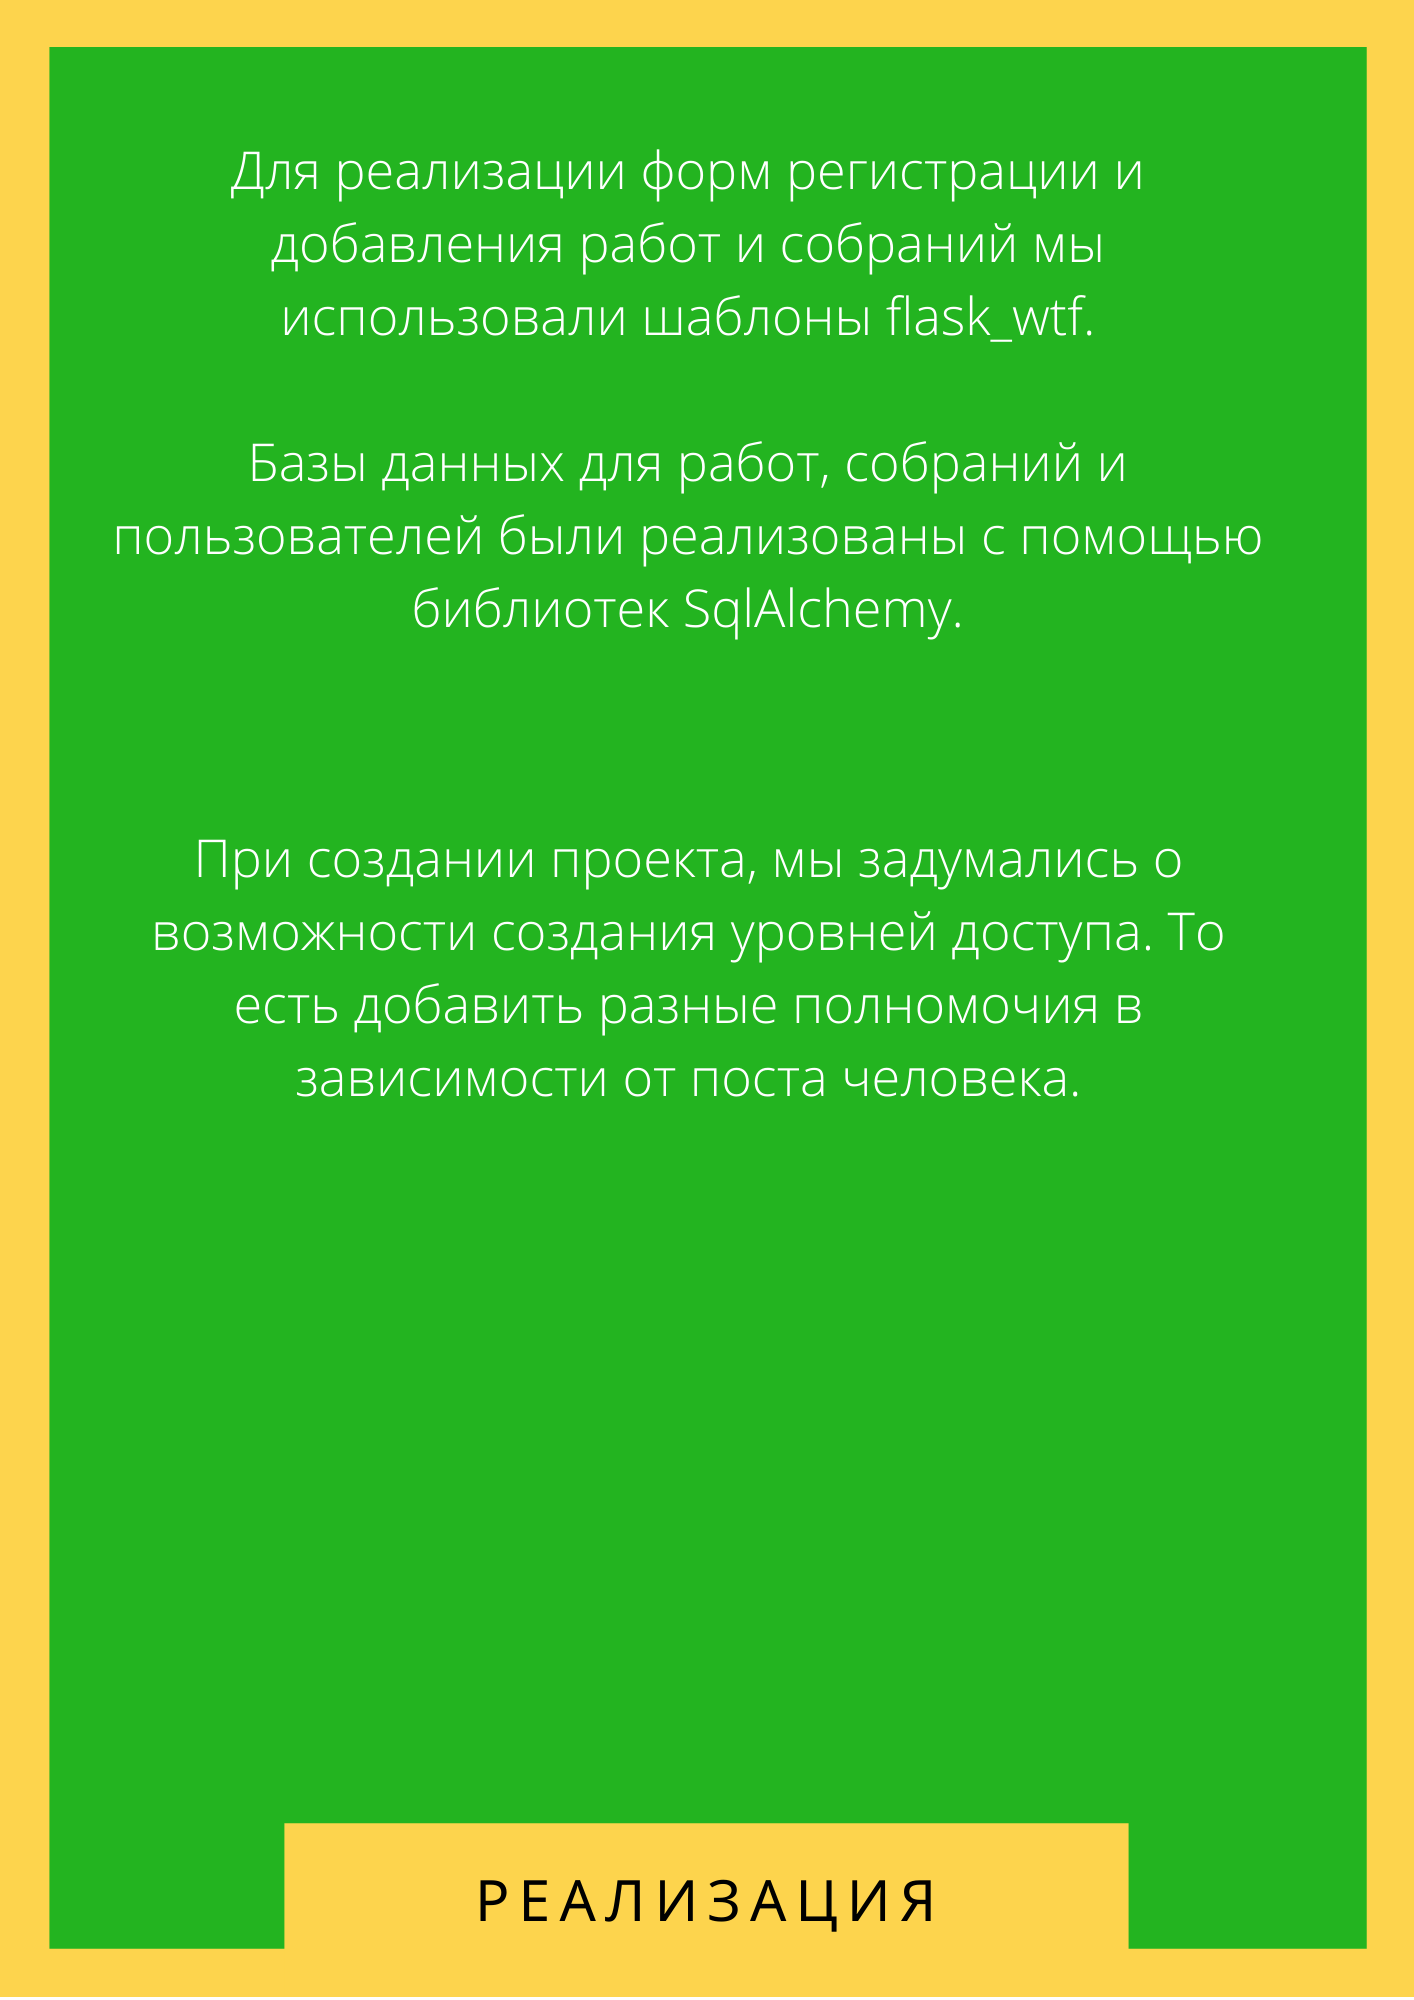 Для реализации форм регистрации и
добавления работ и собраний мы
использовали шаблоны flask_wtf.
Базы данных для работ, собраний и
пользователей были реализованы с помощью
библиотек SqlAlchemy.
При создании проекта, мы задумались о
возможности создания уровней доступа. То
есть добавить разные полномочия в
зависимости от поста человека.
РЕАЛИЗАЦИЯ